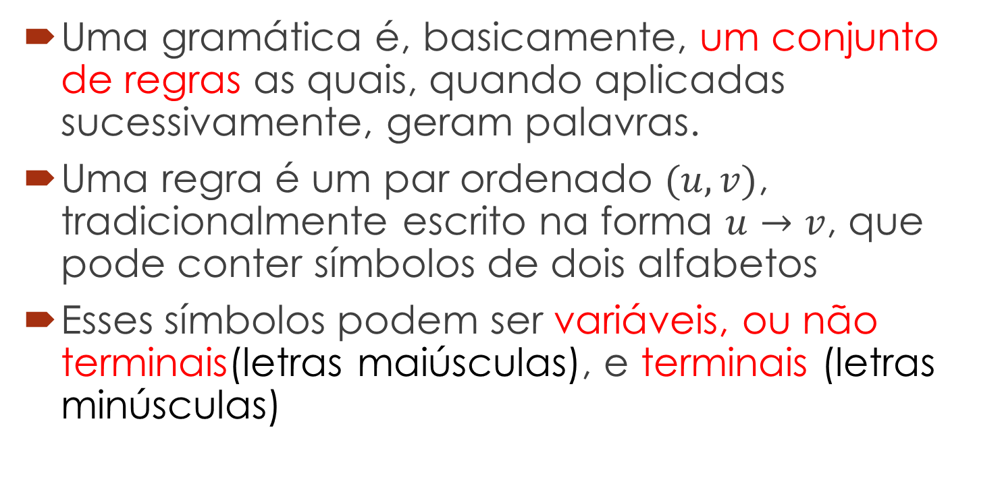 Uma gramática é, basicamente, um conjunto
de regras as quais, quando aplicadas
sucessivamente, geram palavras.
Uma regra é um par ordenado (𝑢, 𝑣),
tradicionalmente escrito na forma 𝑢 → 𝑣, que
pode conter símbolos de dois alfabetos
Esses símbolos podem ser variáveis, ou não
terminais(letras maiúsculas), e terminais (letras
minúsculas)